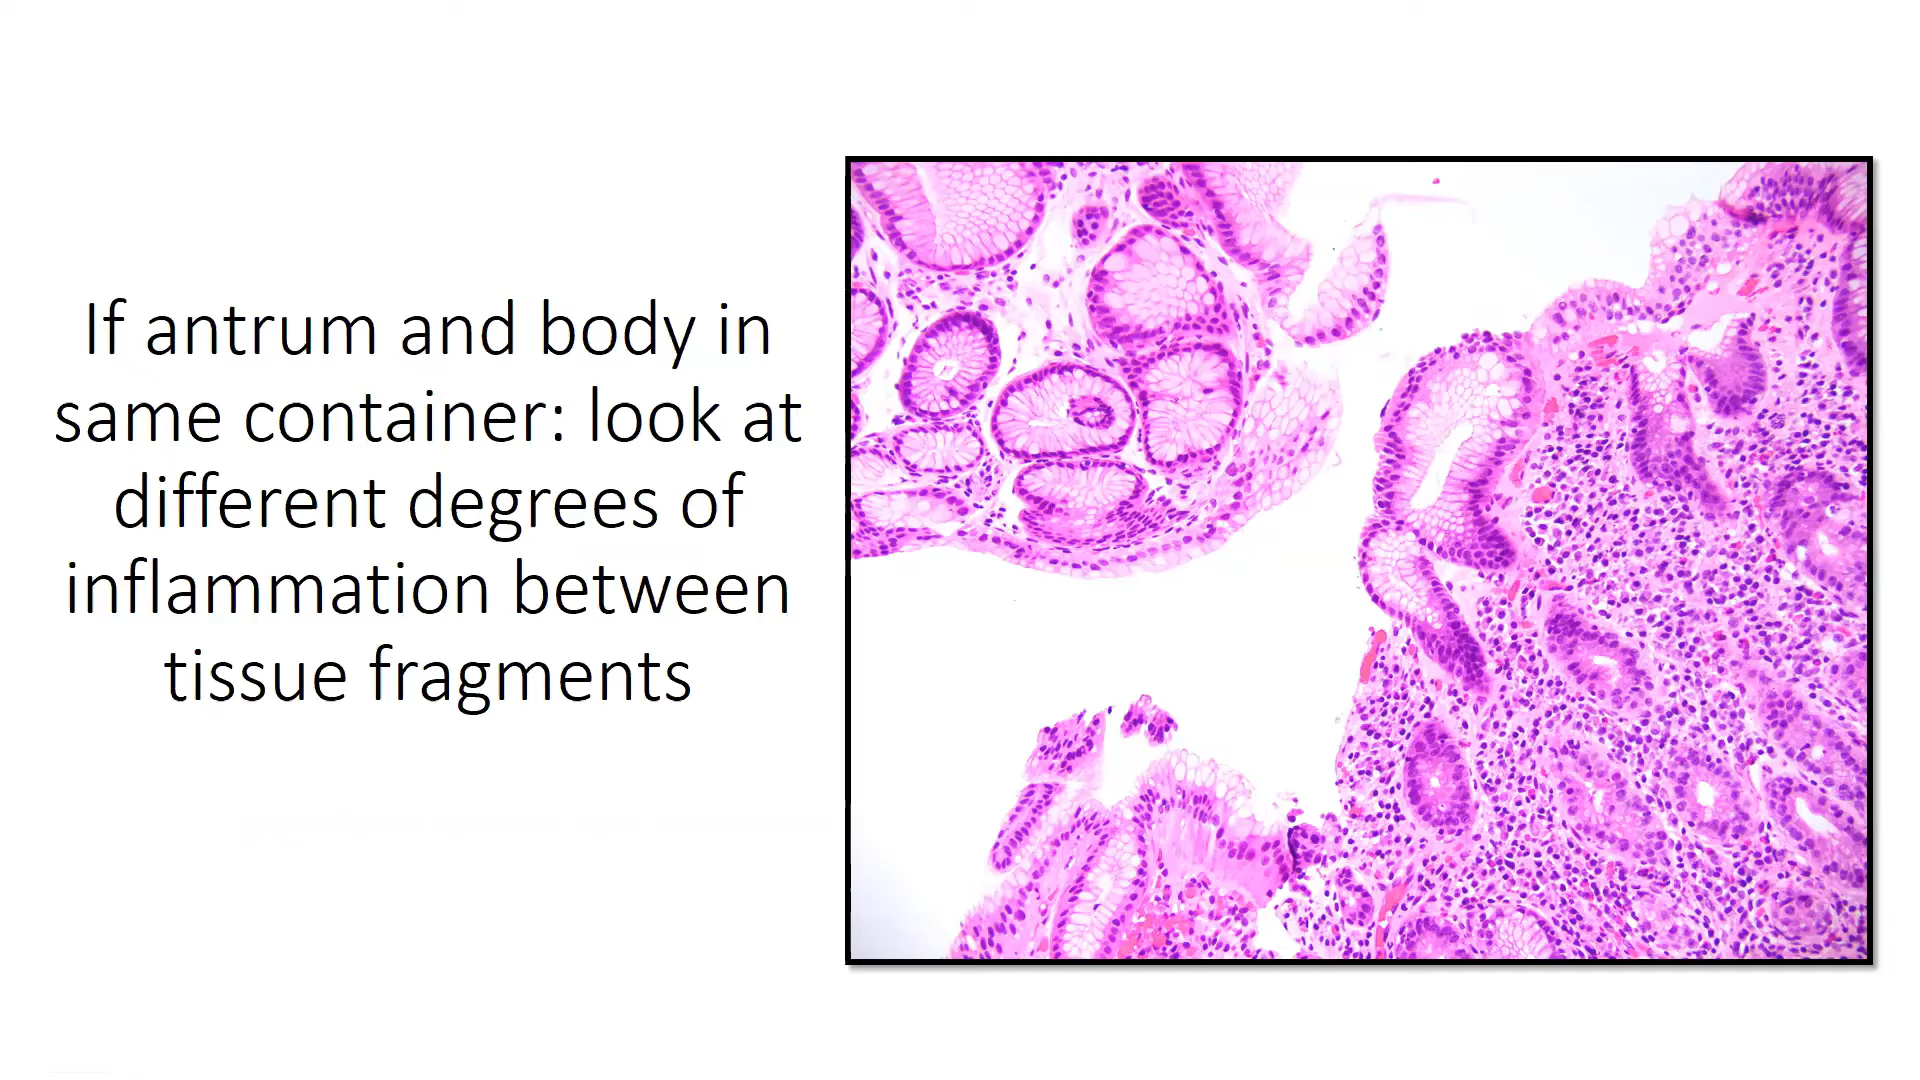 If antrum and body in
same container: look at
different degrees of
inflammation between
tissue fragments